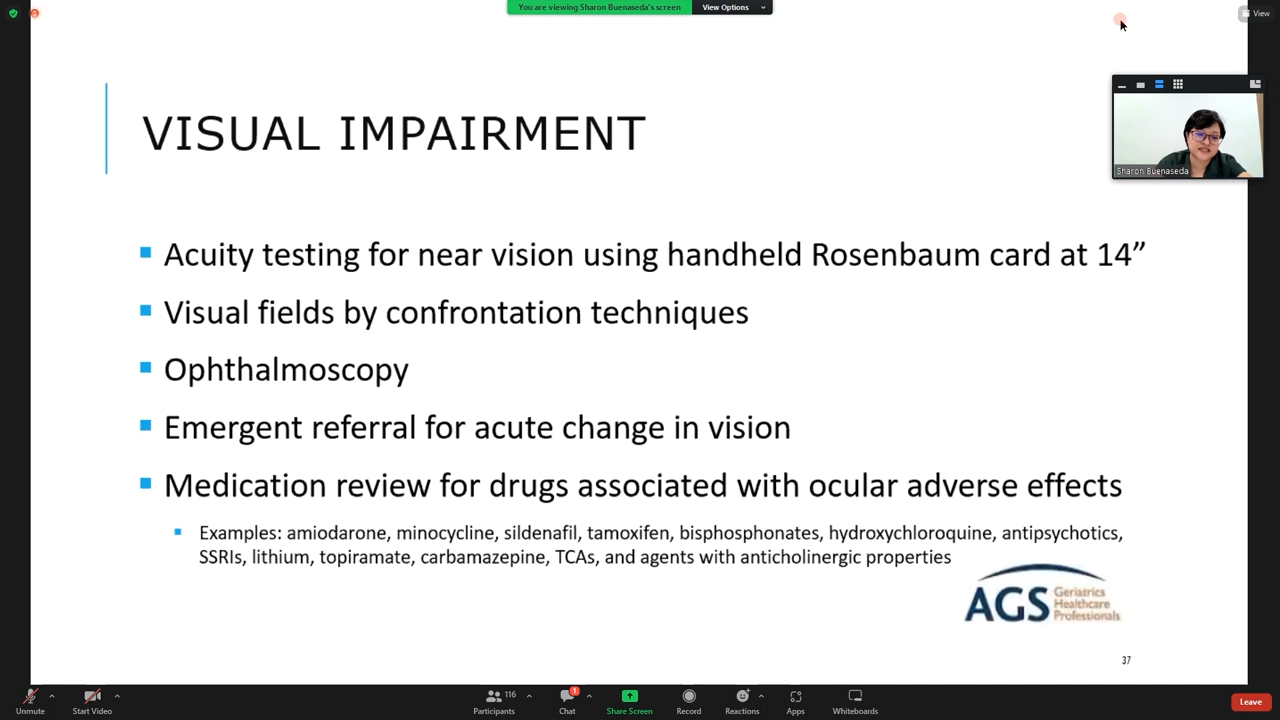 You are viewing Sharon Buenaseda's screen
View Options
View
VISUAL IMPAIRMENT
Sharon Buenaseda
Acuity testing for near vision using handheld Rosenbaum card at 14”
Visual fields by confrontation techniques
Ophthalmoscopy
Emergent referral for acute change in vision
Medication review for drugs associated with ocular adverse effects
Examples: amiodarone, minocycline, sildenafil, tamoxifen, bisphosphonates, hydroxychloroquine, antipsychotics,
SSRIs, lithium, topiramate, carbamazepine, TCAs, and agents with anticholinergic properties
AGS
Geriatrics
Healthcare
Professionals
37
Unmute
Start Video
116
Participants
1
Chat
Share Screen
Record
Reactions
Apps
Whiteboards
Leave